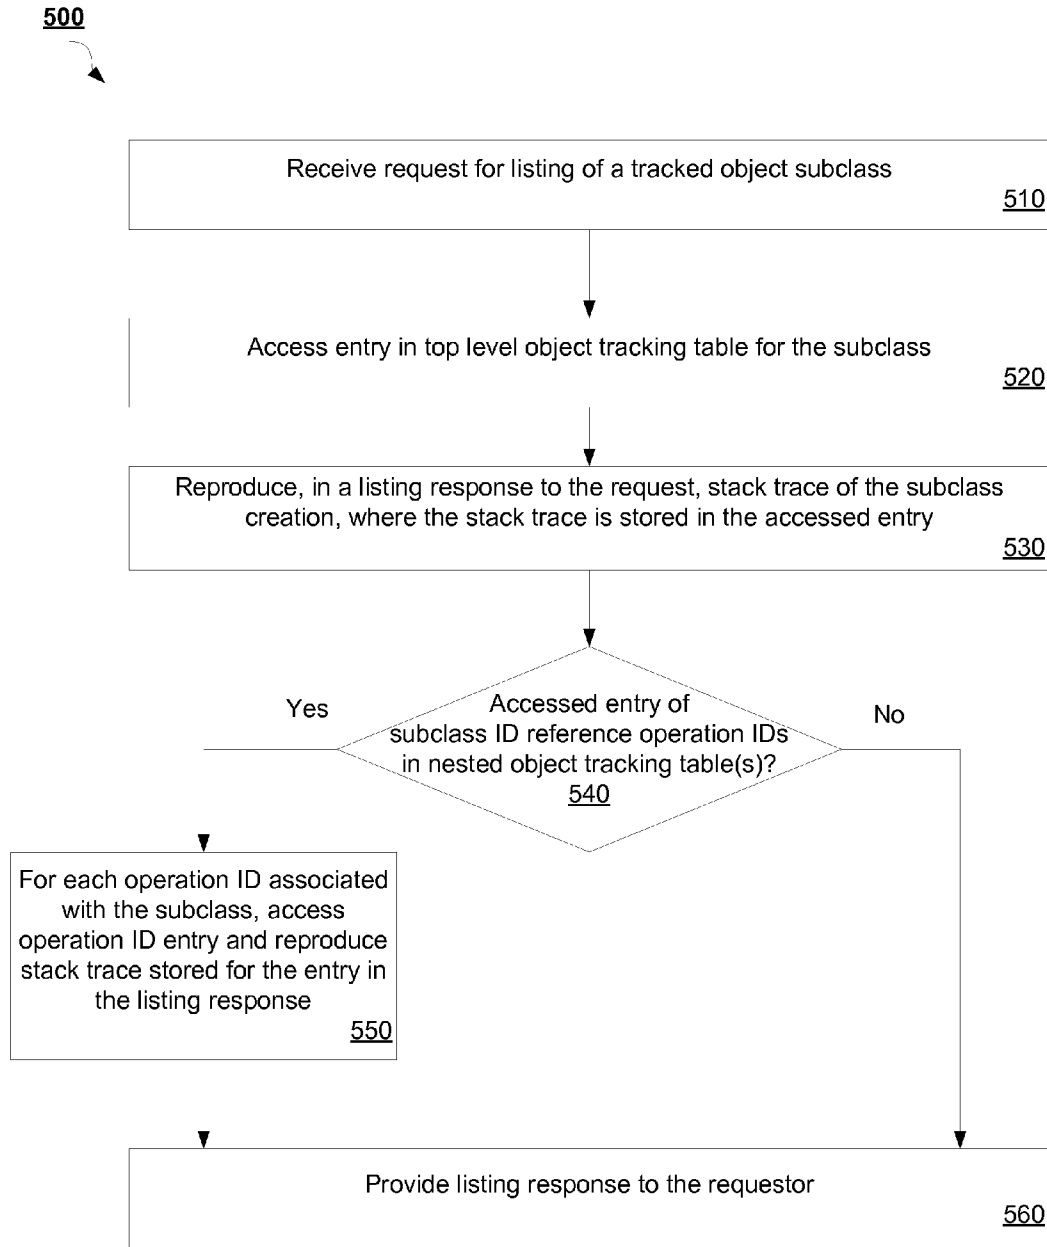 500
Receive request for listing of a tracked object subclass
510
Access entry in top level object tracking table for the subclass
520
Reproduce, in a listing response to the request, stack trace of the subclass
creation, where the stack trace is stored in the accessed entry
530
Accessed entry of
subclass ID reference operation IDs
in nested object tracking table(s)?
540
Yes
No
For each operation ID associated
with the subclass, access
operation ID entry and reproduce
stack trace stored for the entry in
the listing response
550
Provide listing response to the requestor
560